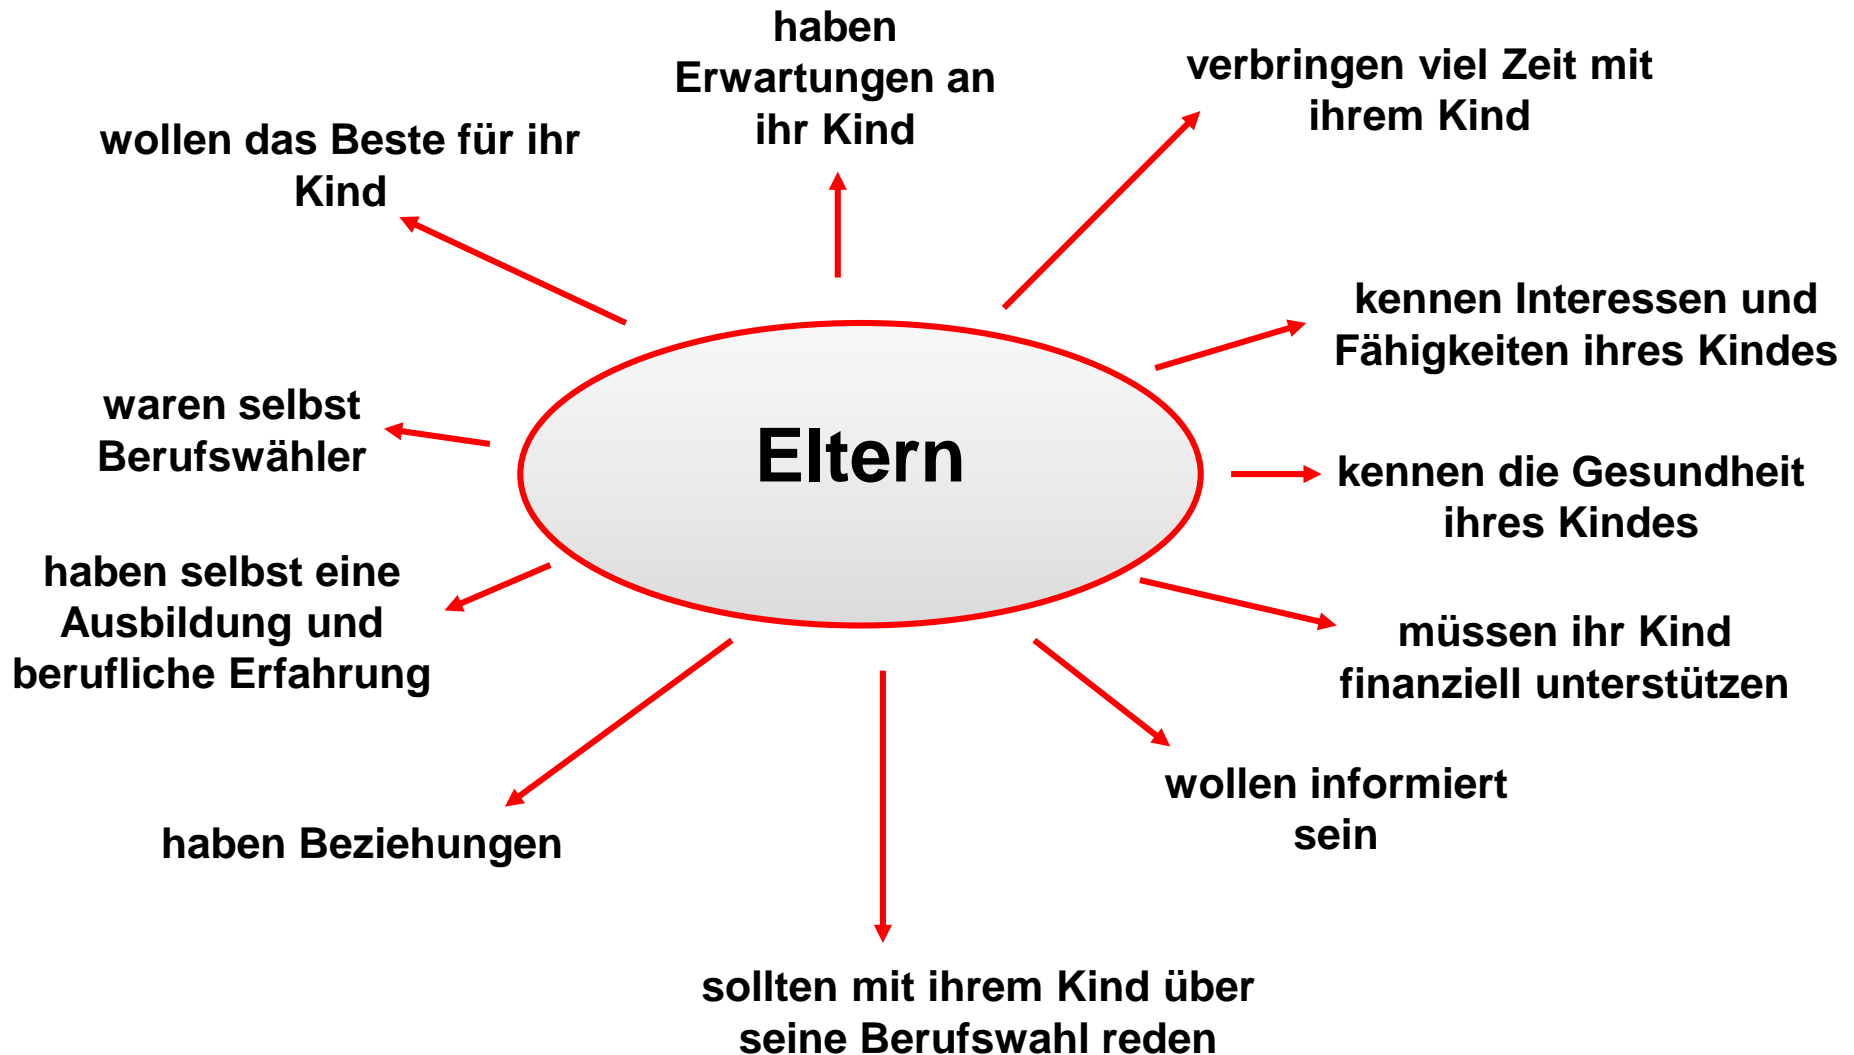 haben
Erwartungen an
ihr Kind
verbringen viel Zeit mit
ihrem Kind
wollen das Beste für ihr
Kind
kennen Interessen und
Fähigkeiten ihres Kindes
waren selbst
Berufswähler
Eltern
kennen die Gesundheit
ihres Kindes
haben selbst eine
Ausbildung und
berufliche Erfahrung
müssen ihr Kind
finanziell unterstützen
wollen informiert
sein
haben Beziehungen
sollten mit ihrem Kind über
seine Berufswahl reden